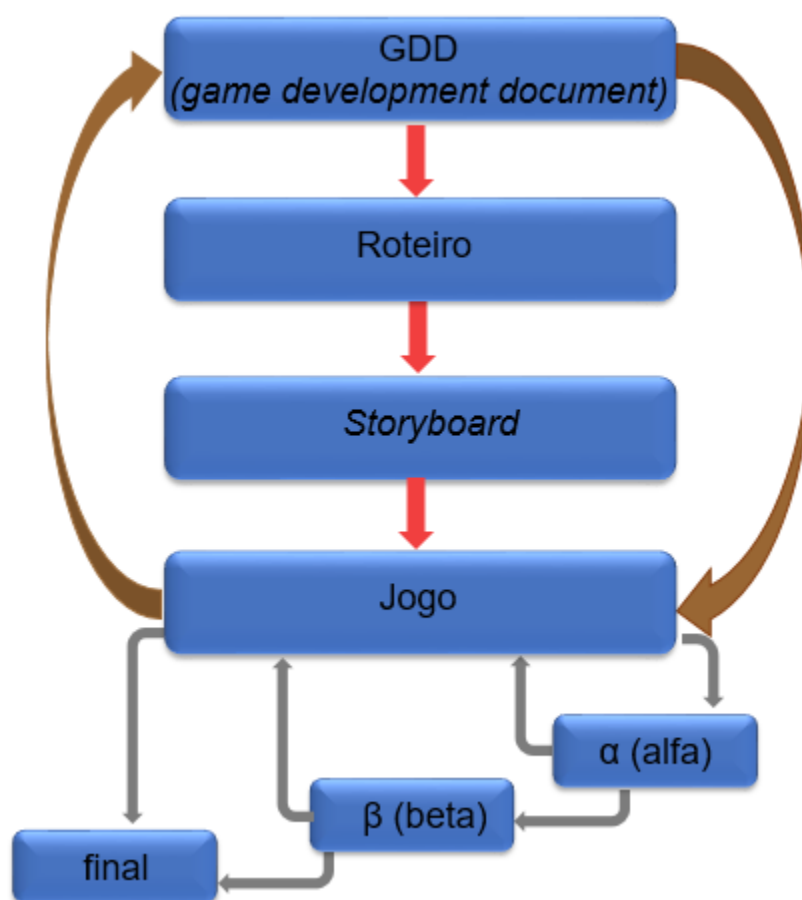 GDD
(game development document)
Roteiro
Storyboard
Jogo
α (alfa)
β (beta)
final